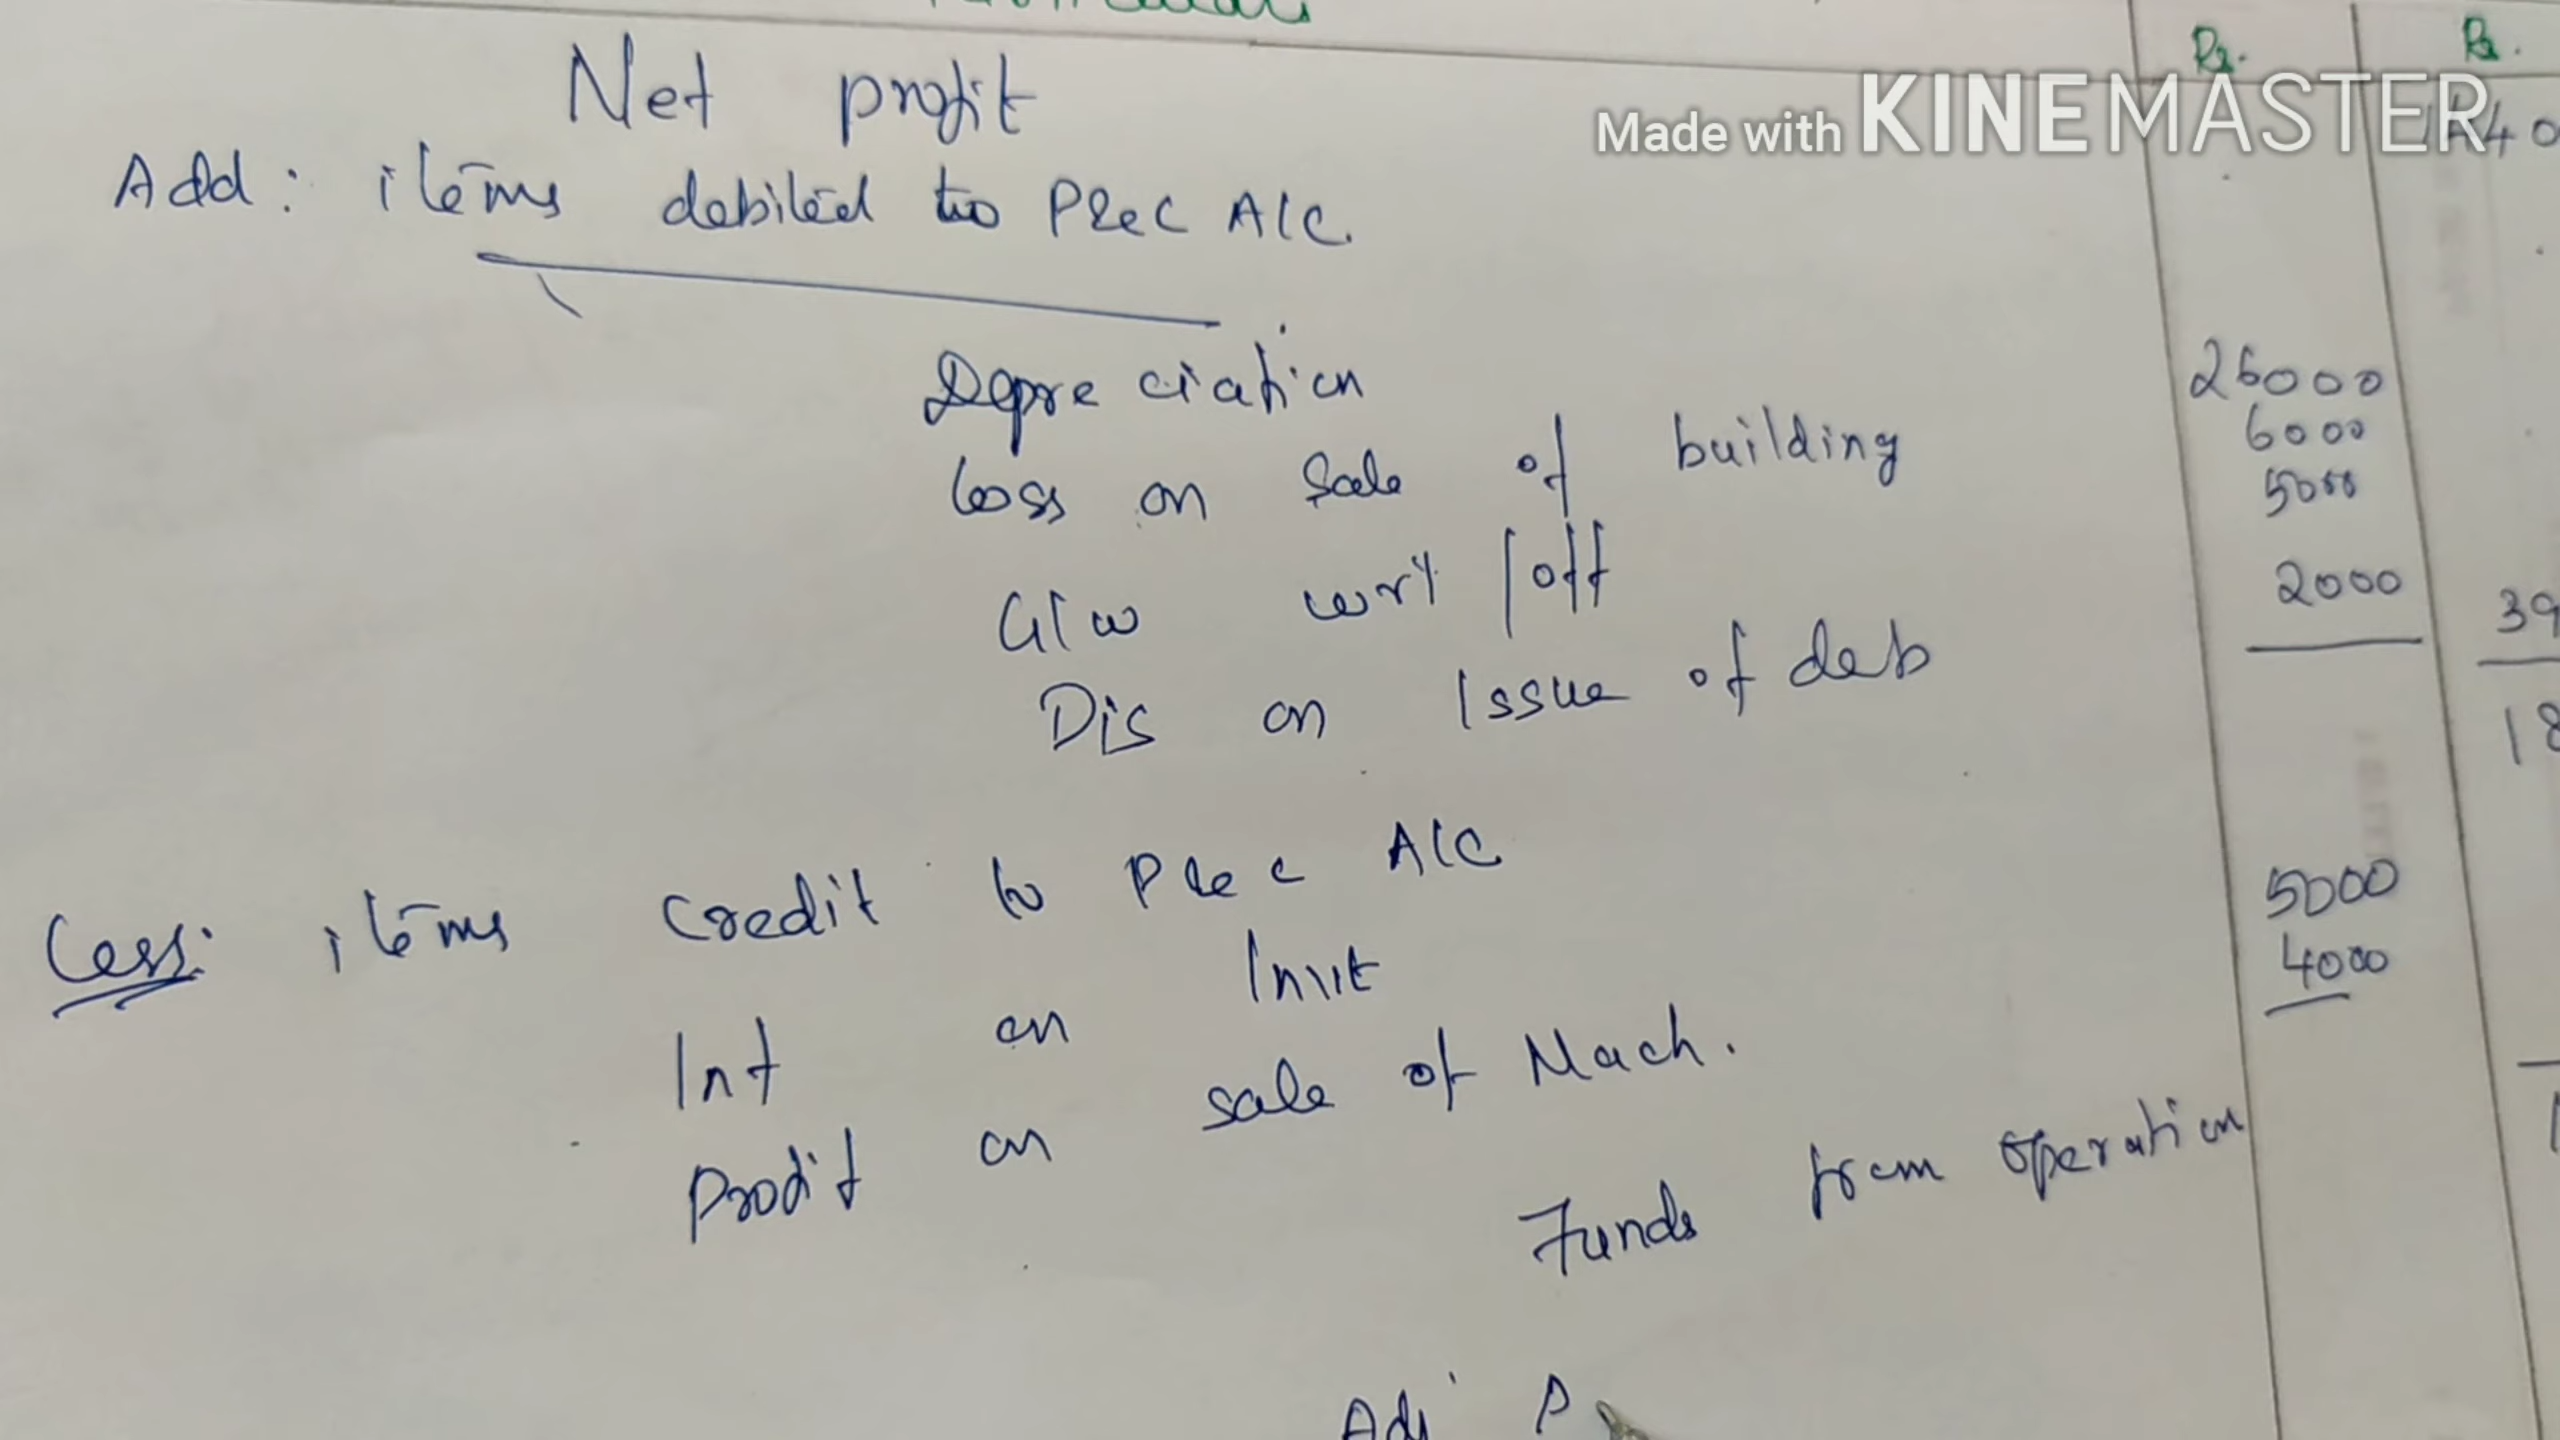 Rs. Rs.
Made with KINEMASTER
Net profit
Add: items debited to P&L A/C.
Depreciation 26000
Loss on Sale of building 6000
G/w wrt/off 5000
Dis on Issue of deb 2000 39
18
Less: items credit to P&L A/C
Int on Invt 5000
Profit on sale of Mach. 4000
Funds from operation
Adj P